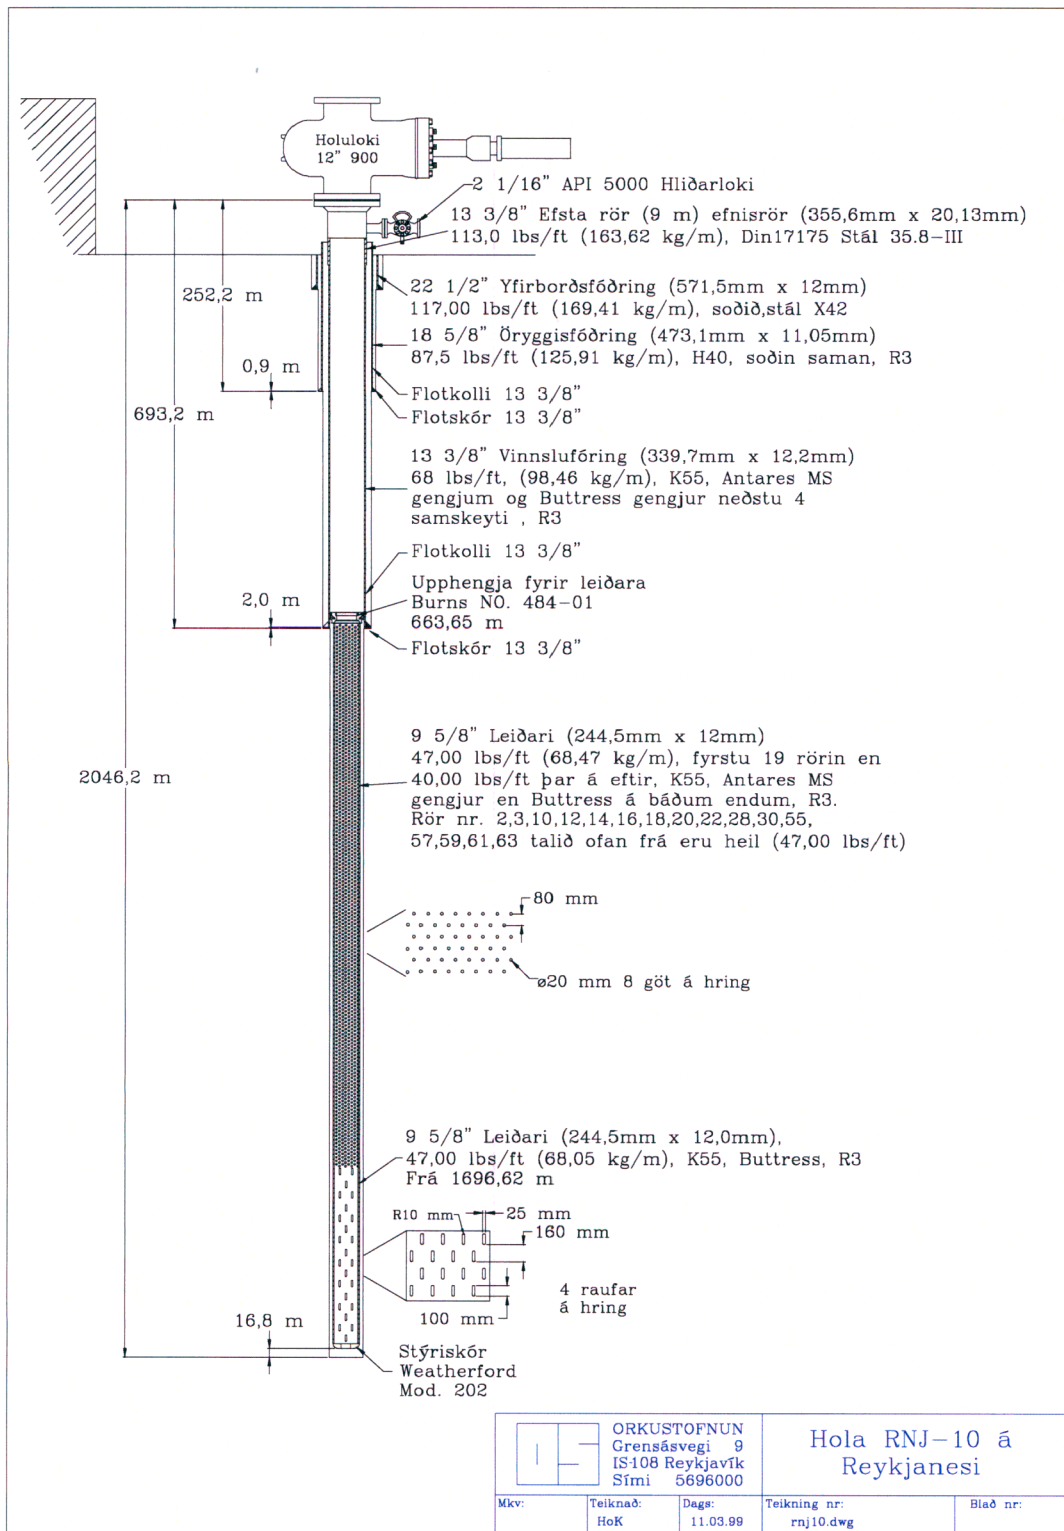 Holuloki
12" 900
2 1/16" API 5000 Hliðarloki
13 3/8" Efsta rör (9 m) efnisrör (355,6mm x 20,13mm)
113,0 lbs/ft (163,62 kg/m), Din17175 Stál 35.8-III
22 1/2" Yfirborðsfóðring (571,5mm x 12mm)
117,00 lbs/ft (169,41 kg/m), soðið,stál X42
252,2 m
18 5/8" Öryggisfóðring (473,1mm x 11,05mm)
87,5 lbs/ft (125,91 kg/m), H40, soðin saman, R3
0,9 m
Flotkolli 13 3/8"
693,2 m
Flotskór 13 3/8"
13 3/8" Vinnslufóring (339,7mm x 12,2mm)
68 lbs/ft, (98,46 kg/m), K55, Antares MS
gengjum og Buttress gengjur neðstu 4
samskeyti , R3
Flotkolli 13 3/8"
Upphengja fyrir leiðara
Burns NO. 484-01
663,65 m
2,0 m
Flotskór 13 3/8"
9 5/8" Leiðari (244,5mm x 12mm)
47,00 lbs/ft (68,47 kg/m), fyrstu 19 rörin en
40,00 lbs/ft þar á eftir, K55, Antares MS
gengjur en Buttress á báðum endum, R3.
Rör nr. 2,3,10,12,14,16,18,20,22,28,30,55,
57,59,61,63 talið ofan frá eru heil (47,00 lbs/ft)
2046,2 m
80 mm
ø20 mm 8 göt á hring
9 5/8" Leiðari (244,5mm x 12,0mm),
47,00 lbs/ft (68,05 kg/m), K55, Buttress, R3
Frá 1696,62 m
R10 mm
25 mm
160 mm
4 raufar
á hring
100 mm
16,8 m
Stýriskór
Weatherford
Mod. 202
ORKUSTOFNUN
Grensásvegi 9
IS-108 Reykjavík
Sími 5696000
Hola RNJ-10 á
Reykjanesi
Mkv:
Teiknað:
HoK
Dags:
11.03.99
Teikning nr:
rnj10.dwg
Blað nr: